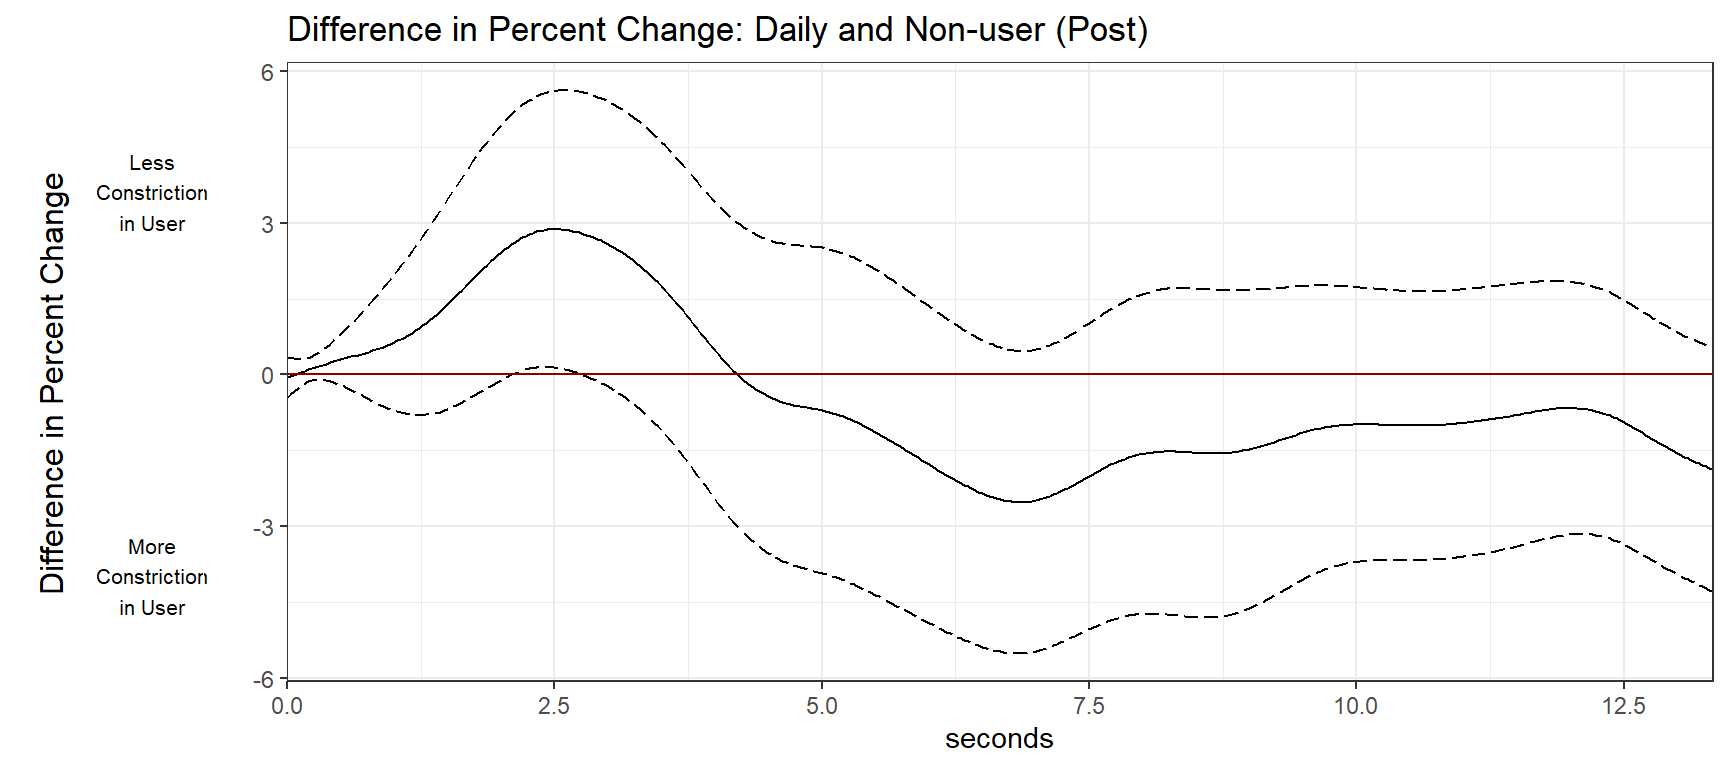 Difference in Percent Change: Daily and Non-user (Post)
Difference in Percent Change
Less
Constriction
in User
More
Constriction
in User
6
3
0
-3
-6
0.0
2.5
5.0
7.5
10.0
12.5
seconds